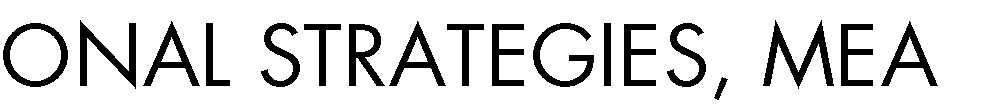 ONAL STRATEGIES, MEA